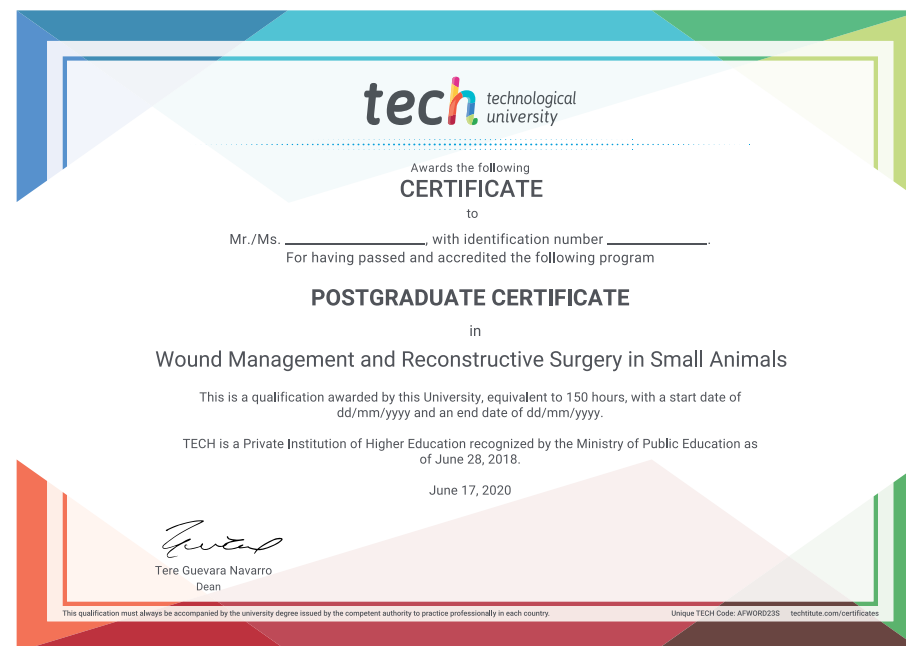 tech technological
university
Awards the following
CERTIFICATE
to
Mr./Ms. ____________________, with identification number ______________.
For having passed and accredited the following program
POSTGRADUATE CERTIFICATE
in
Wound Management and Reconstructive Surgery in Small Animals
This is a qualification awarded by this University, equivalent to 150 hours, with a start date of
dd/mm/yyyy and an end date of dd/mm/yyyy.
TECH is a Private Institution of Higher Education recognized by the Ministry of Public Education as
of June 28, 2018.
June 17, 2020
Tere Guevara Navarro
Dean
This qualification must always be accompanied by the university degree issued by the competent authority to practice professionally in each country. Unique TECH Code: AFWORD23S techtitute.com/certificates